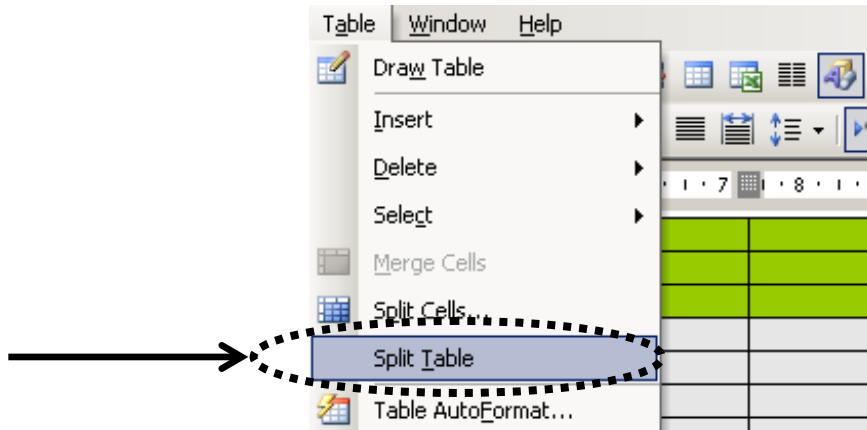 Table Window Help
Draw Table
Insert
Delete
Select
Merge Cells
Split Cells...
Split Table
Table AutoFormat...
7 8